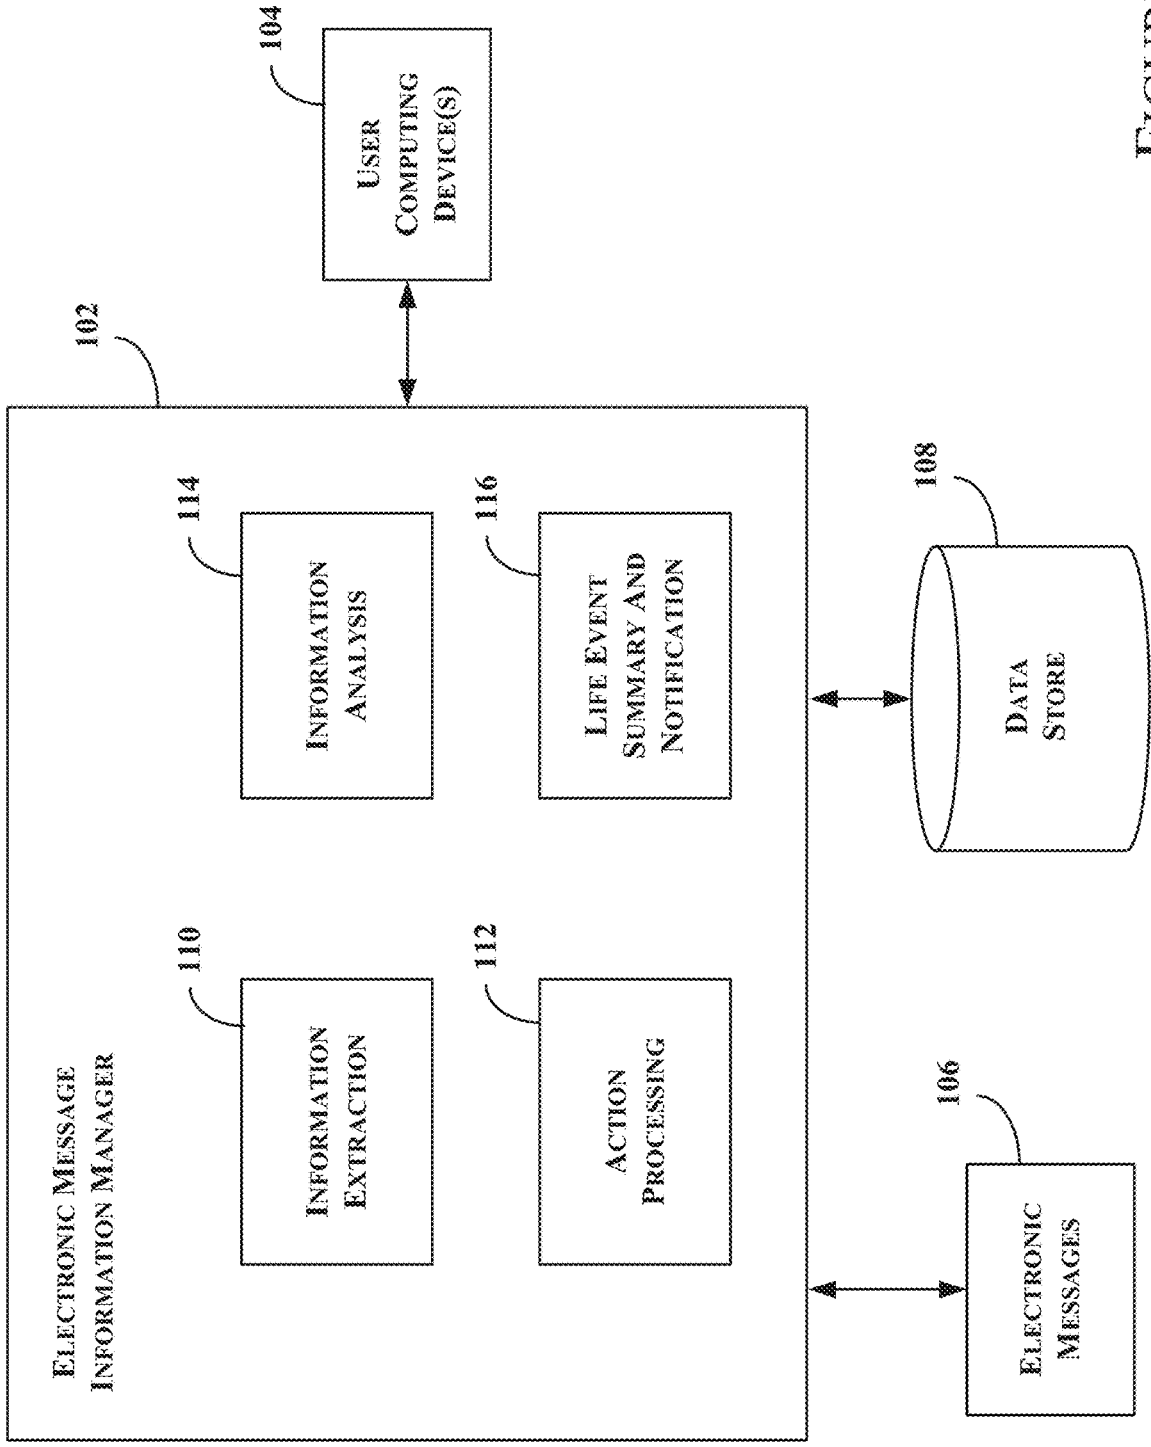 ELECTRONIC MESSAGE
INFORMATION MANAGER
102
110
INFORMATION
EXTRACTION
114
INFORMATION
ANALYSIS
104
USER
COMPUTING
DEVICE(S)
112
ACTION
PROCESSING
116
LIFE EVENT
SUMMARY AND
NOTIFICATION
106
ELECTRONIC
MESSAGES
108
DATA
STORE